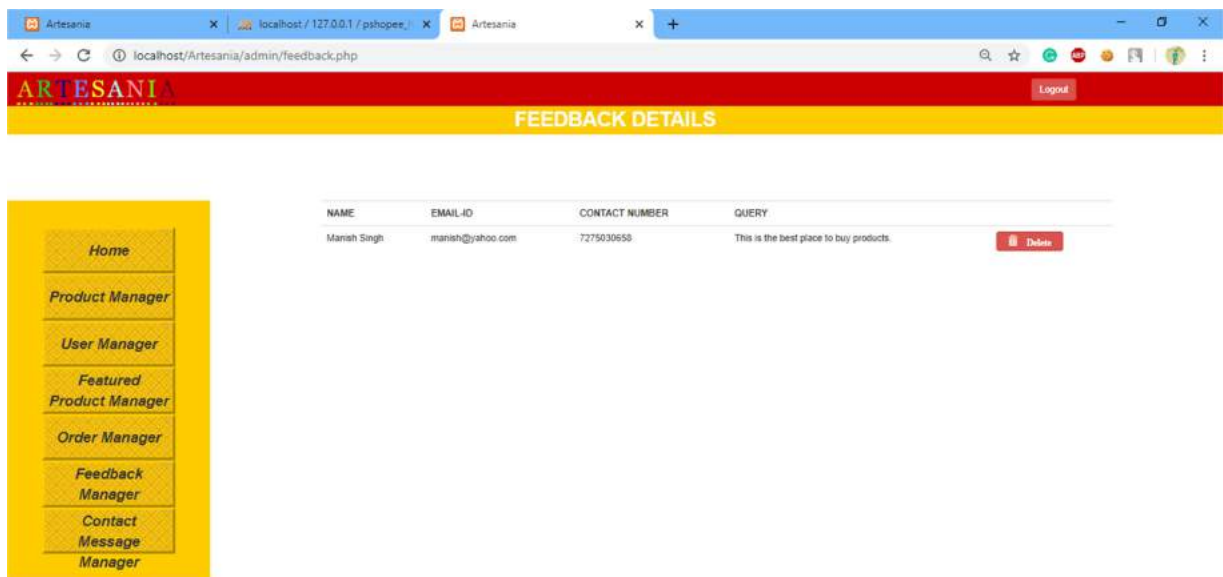 Artesania
localhost / 127.0.0.1 / pshopee_
Artesania
localhost/Artesania/admin/feedback.php
ABP
ARTESANIA
Logout
FEEDBACK DETAILS
NAME EMAIL-ID CONTACT NUMBER QUERY
Manish Singh manish@yahoo.com 7275030658 This is the best place to buy products. Delete
Home
Product Manager
User Manager
Featured
Product Manager
Order Manager
Feedback
Manager
Contact
Message
Manager